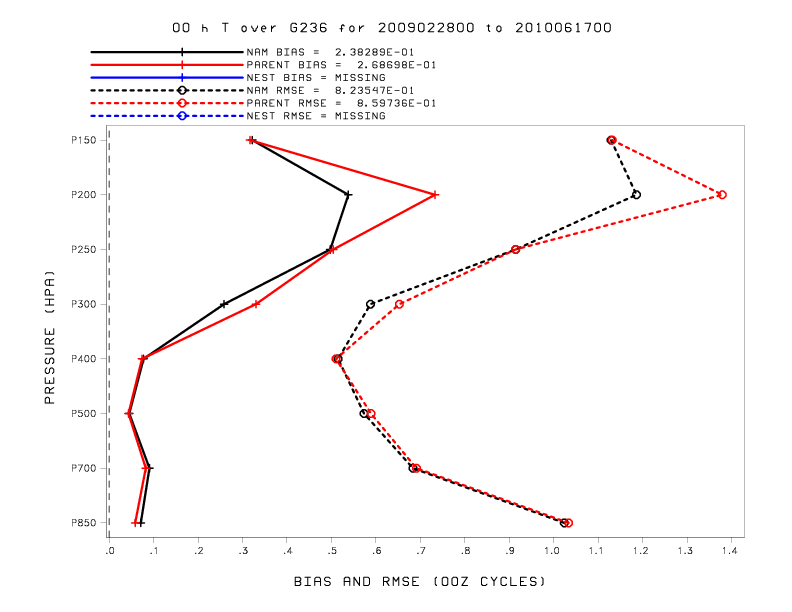 00 h T over G236 for 2009022800 to 2010061700
NAM BIAS = 2.38289E-01
PARENT BIAS = 2.68698E-01
NEST BIAS = MISSING
NAM RMSE = 8.23547E-01
PARENT RMSE = 8.59736E-01
NEST RMSE = MISSING
P150
P200
P250
P300
P400
P500
P700
P850
PRESSURE (HPA)
.0 .1 .2 .3 .4 .5 .6 .7 .8 .9 1.0 1.1 1.2 1.3 1.4
BIAS AND RMSE (00Z CYCLES)